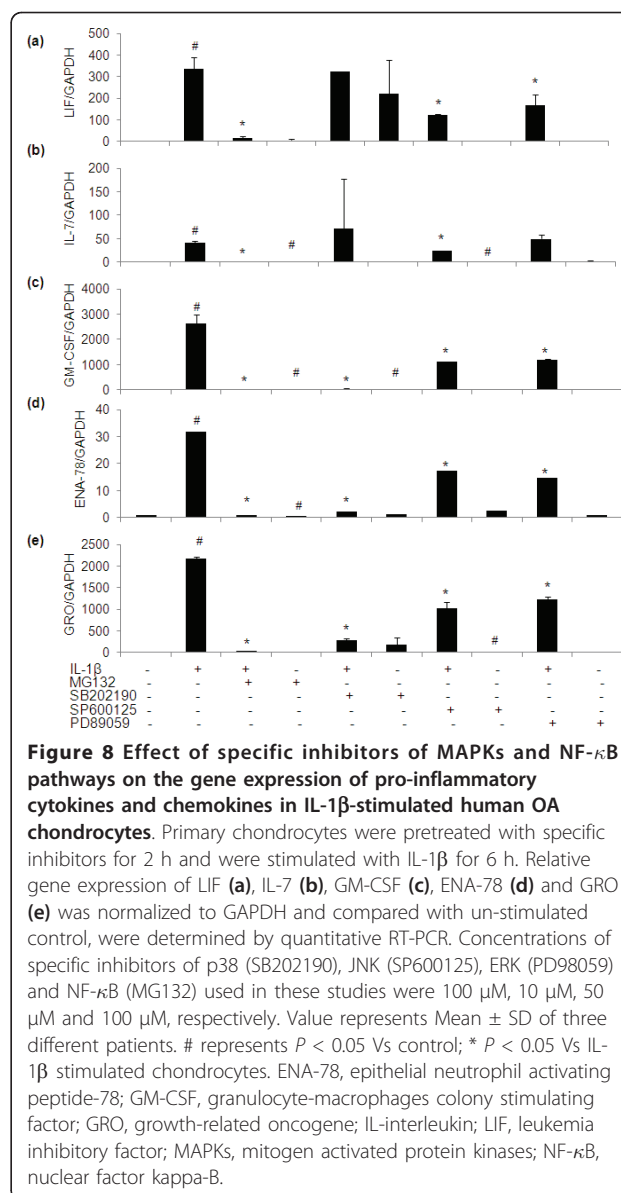 (a)
#
400
300
200
100
0
LIF/GAPDH
*
*
*
(b)
200
150
100
50
0
IL-7/GAPDH
#
*
#
*
#
(c)
4000
3000
2000
1000
0
GM-CSF/GAPDH
#
*
#
*
#
*
*
(d)
40
30
20
10
0
ENA-78/GAPDH
#
*
#
*
*
*
(e)
2500
2000
1500
1000
500
0
GRO/GAPDH
#
*
*
*
#
*
IL-1β - + + - + - + - + -
MG132 - - + + - - - - - -
SB202190 - - - - + + - - - -
SP600125 - - - - - - + + - -
PD89059 - - - - - - - - + +
Figure 8 Effect of specific inhibitors of MAPKs and NF-κB
pathways on the gene expression of pro-inflammatory
cytokines and chemokines in IL-1β-stimulated human OA
chondrocytes. Primary chondrocytes were pretreated with specific
inhibitors for 2 h and were stimulated with IL-1β for 6 h. Relative
gene expression of LIF (a), IL-7 (b), GM-CSF (c), ENA-78 (d) and GRO
(e) was normalized to GAPDH and compared with un-stimulated
control, were determined by quantitative RT-PCR. Concentrations of
specific inhibitors of p38 (SB202190), JNK (SP600125), ERK (PD98059)
and NF-κB (MG132) used in these studies were 100 μM, 10 μM, 50
μM and 100 μM, respectively. Value represents Mean ± SD of three
different patients. # represents P < 0.05 Vs control; * P < 0.05 Vs IL-
1β stimulated chondrocytes. ENA-78, epithelial neutrophil activating
peptide-78; GM-CSF, granulocyte-macrophages colony stimulating
factor; GRO, growth-related oncogene; IL-interleukin; LIF, leukemia
inhibitory factor; MAPKs, mitogen activated protein kinases; NF-κB,
nuclear factor kappa-B.